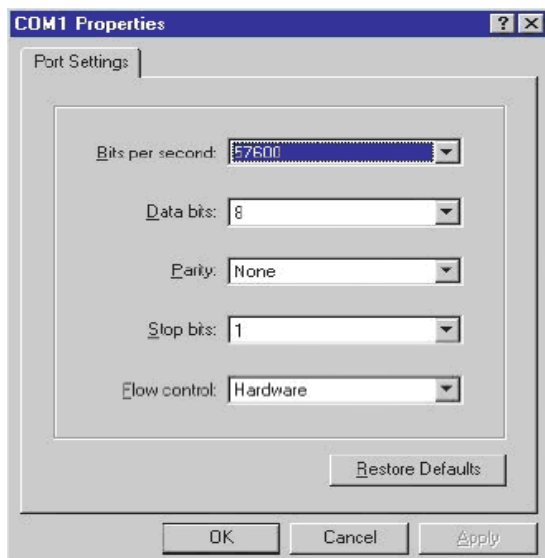 COM1 Properties
Port Settings
Bits per second: 57600
Data bits: 8
Parity: None
Stop bits: 1
Flow control: Hardware
Restore Defaults
OK Cancel Apply